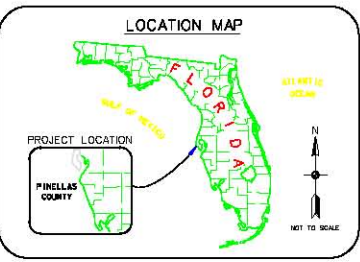 LOCATION MAP
FLORIDA
ATLANTIC
OCEAN
GULF OF MEXICO
PROJECT LOCATION
PINELLAS
COUNTY
N
NOT TO SCALE